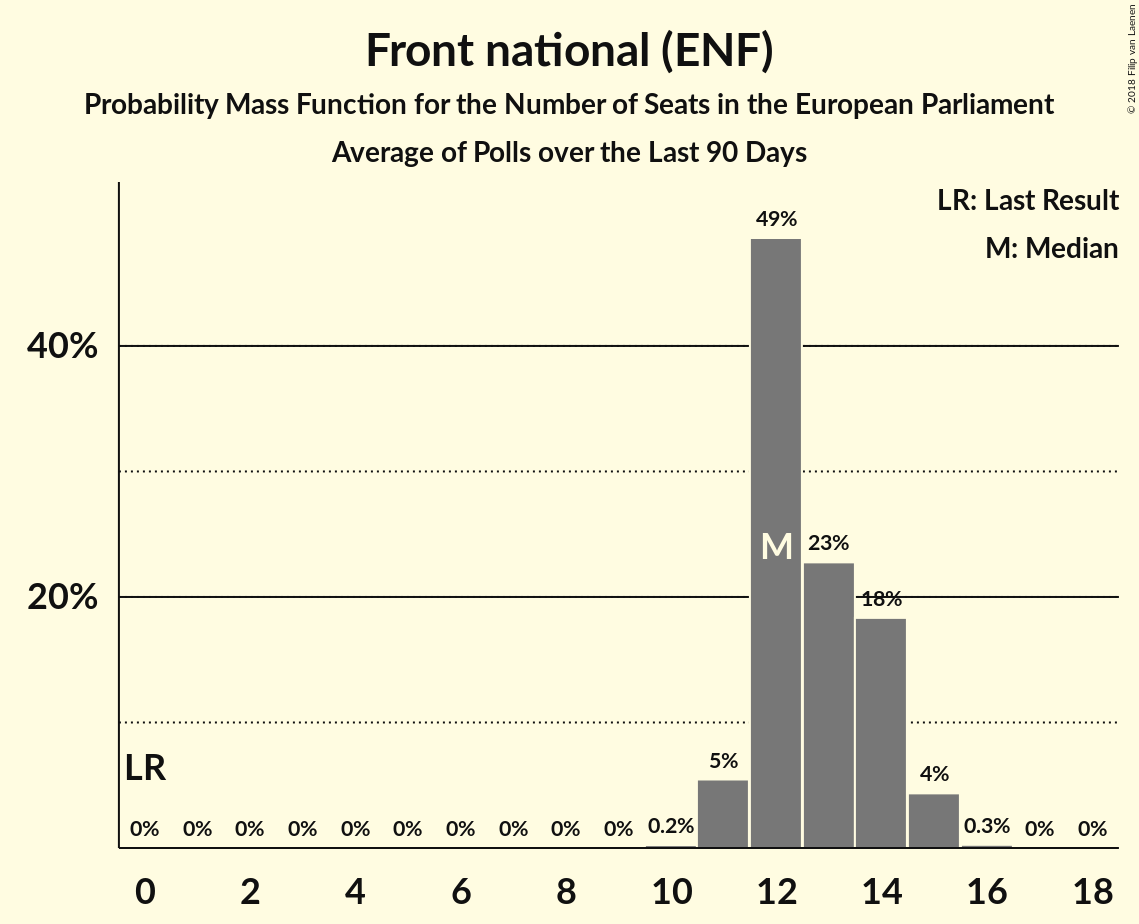 Front national (ENF)
Probability Mass Function for the Number of Seats in the European Parliament
Average of Polls over the Last 90 Days
© 2018 Filip van Laenen
LR: Last Result
M: Median
49%
40%
M
23%
20%
18%
LR
5%
4%
0% 0% 0% 0% 0% 0% 0% 0% 0% 0% 0.2% 0.3% 0% 0%
0 2 4 6 8 10 12 14 16 18